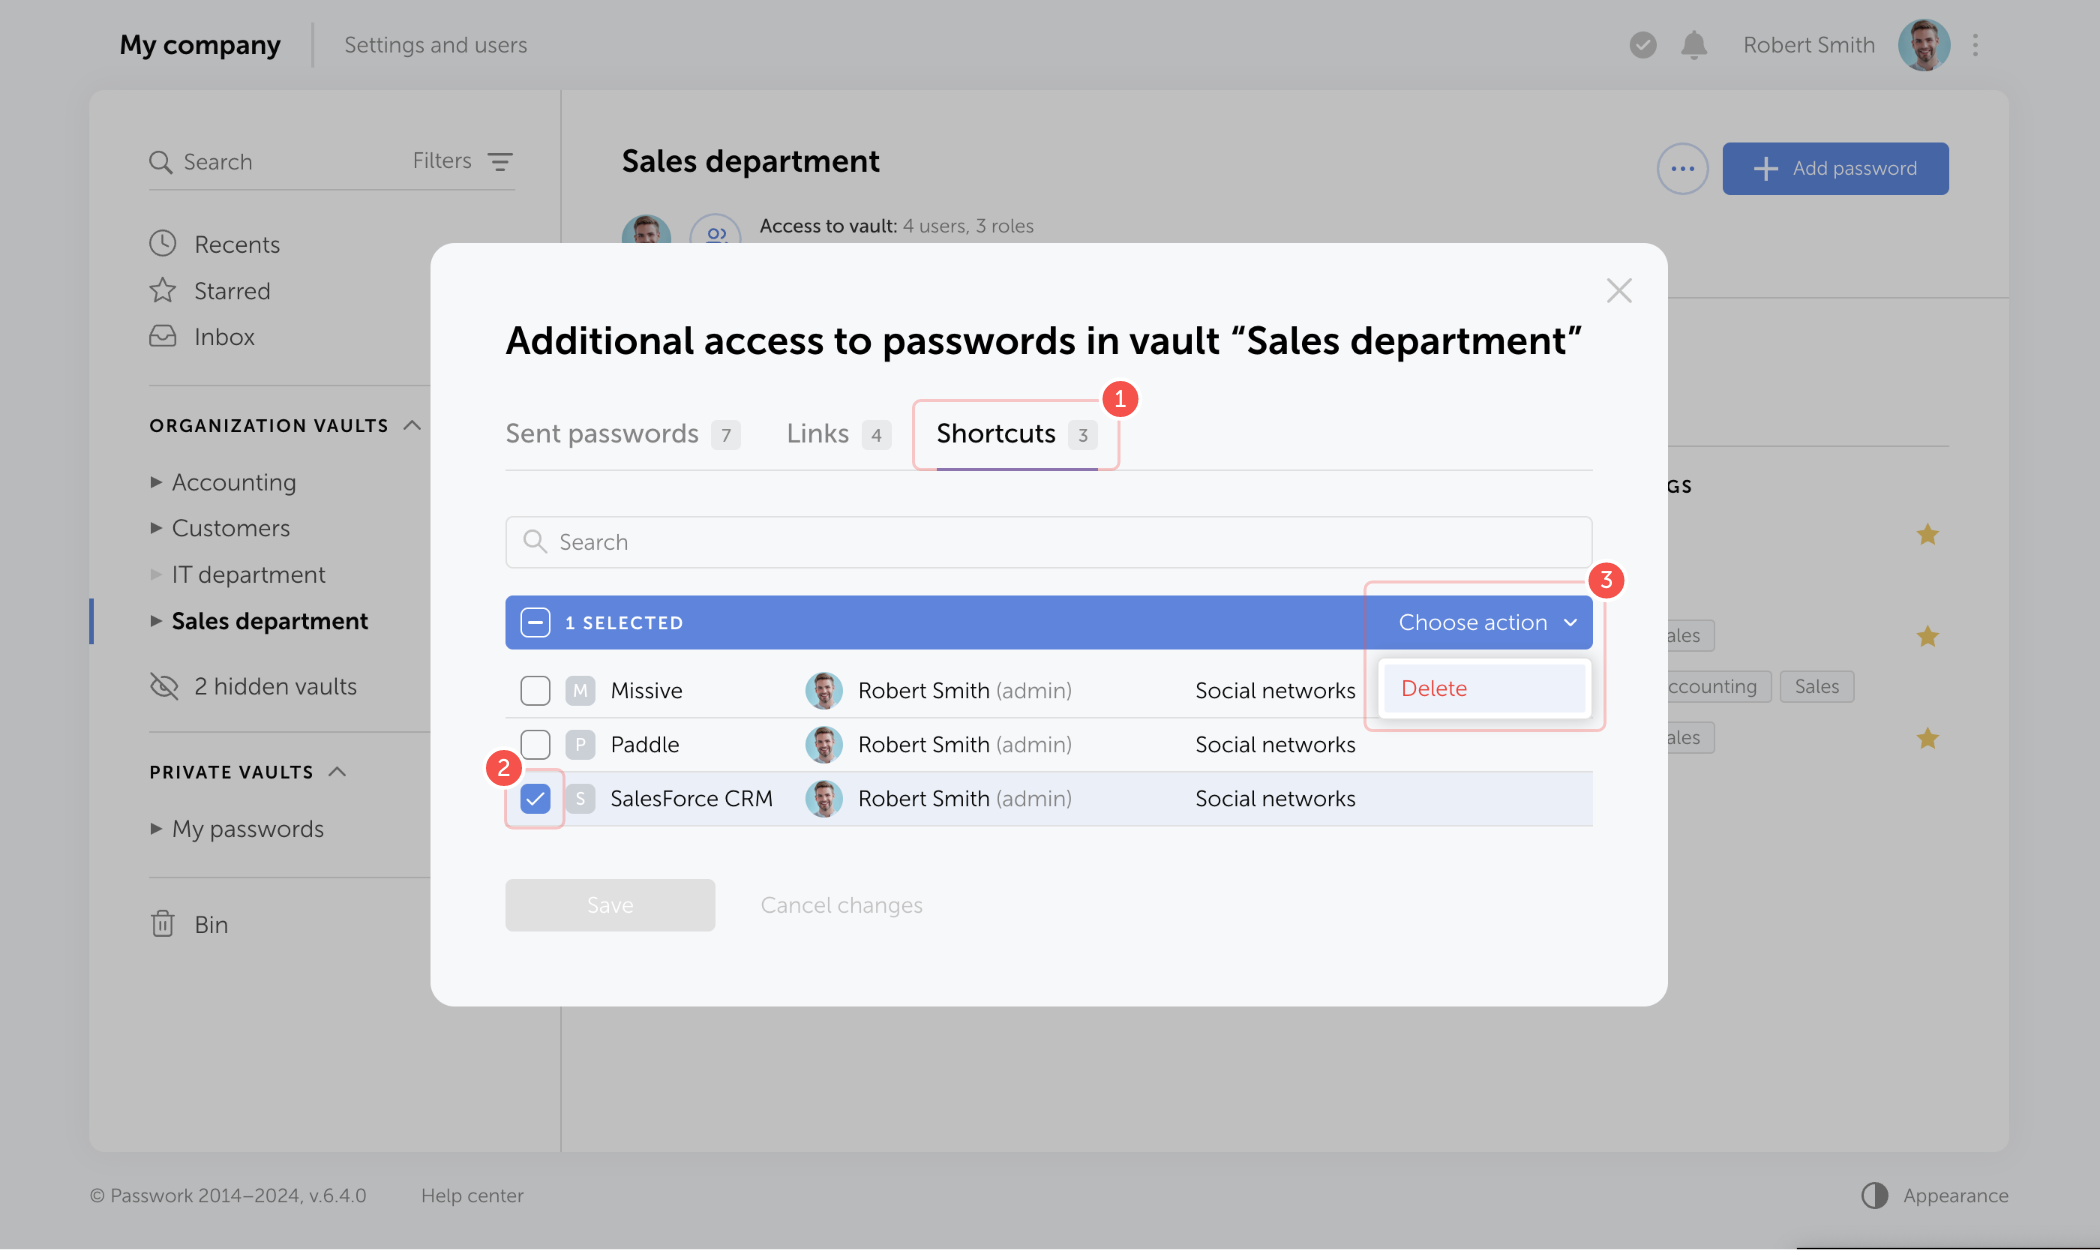 My company
Settings and users
Robert Smith
Search
Filters
Recents
Starred
Inbox
ORGANIZATION VAULTS
Accounting
Customers
IT department
Sales department
2 hidden vaults
PRIVATE VAULTS
My passwords
Bin
Sales department
Add password
Access to vault: 4 users, 3 roles
GS
ales
ccounting
Sales
ales
Additional access to passwords in vault “Sales department”
Sent passwords 7
Links 4
Shortcuts 3
1
Search
3
1 SELECTED
Choose action
Delete
M Missive Robert Smith (admin) Social networks
P Paddle Robert Smith (admin) Social networks
2
S SalesForce CRM Robert Smith (admin) Social networks
Save
Cancel changes
© Passwork 2014–2024, v.6.4.0
Help center
Appearance